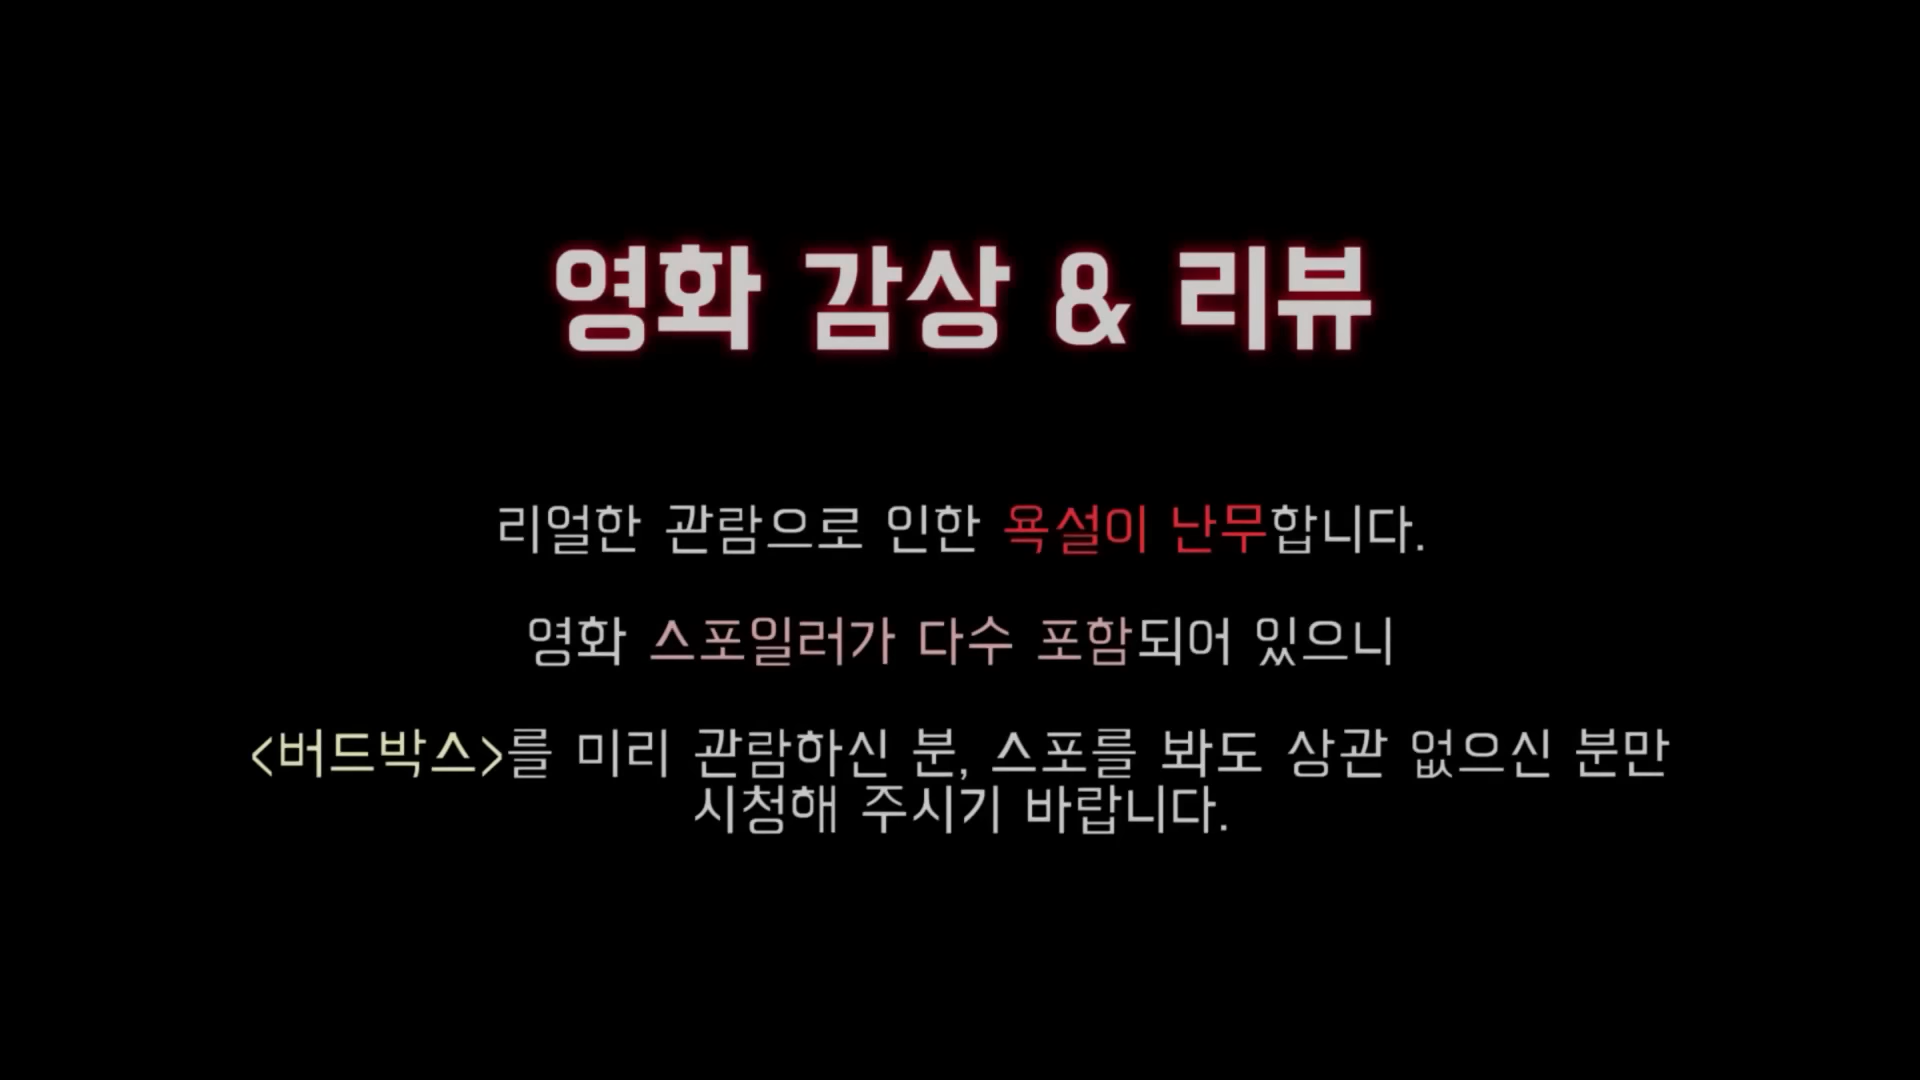 영화 감상 & 리뷰
리얼한 관람으로 인한 욕설이 난무합니다.
영화 스포일러가 다수 포함되어 있으니
<버드박스>를 미리 관람하신 분, 스포를 봐도 상관 없으신 분만
시청해 주시기 바랍니다.